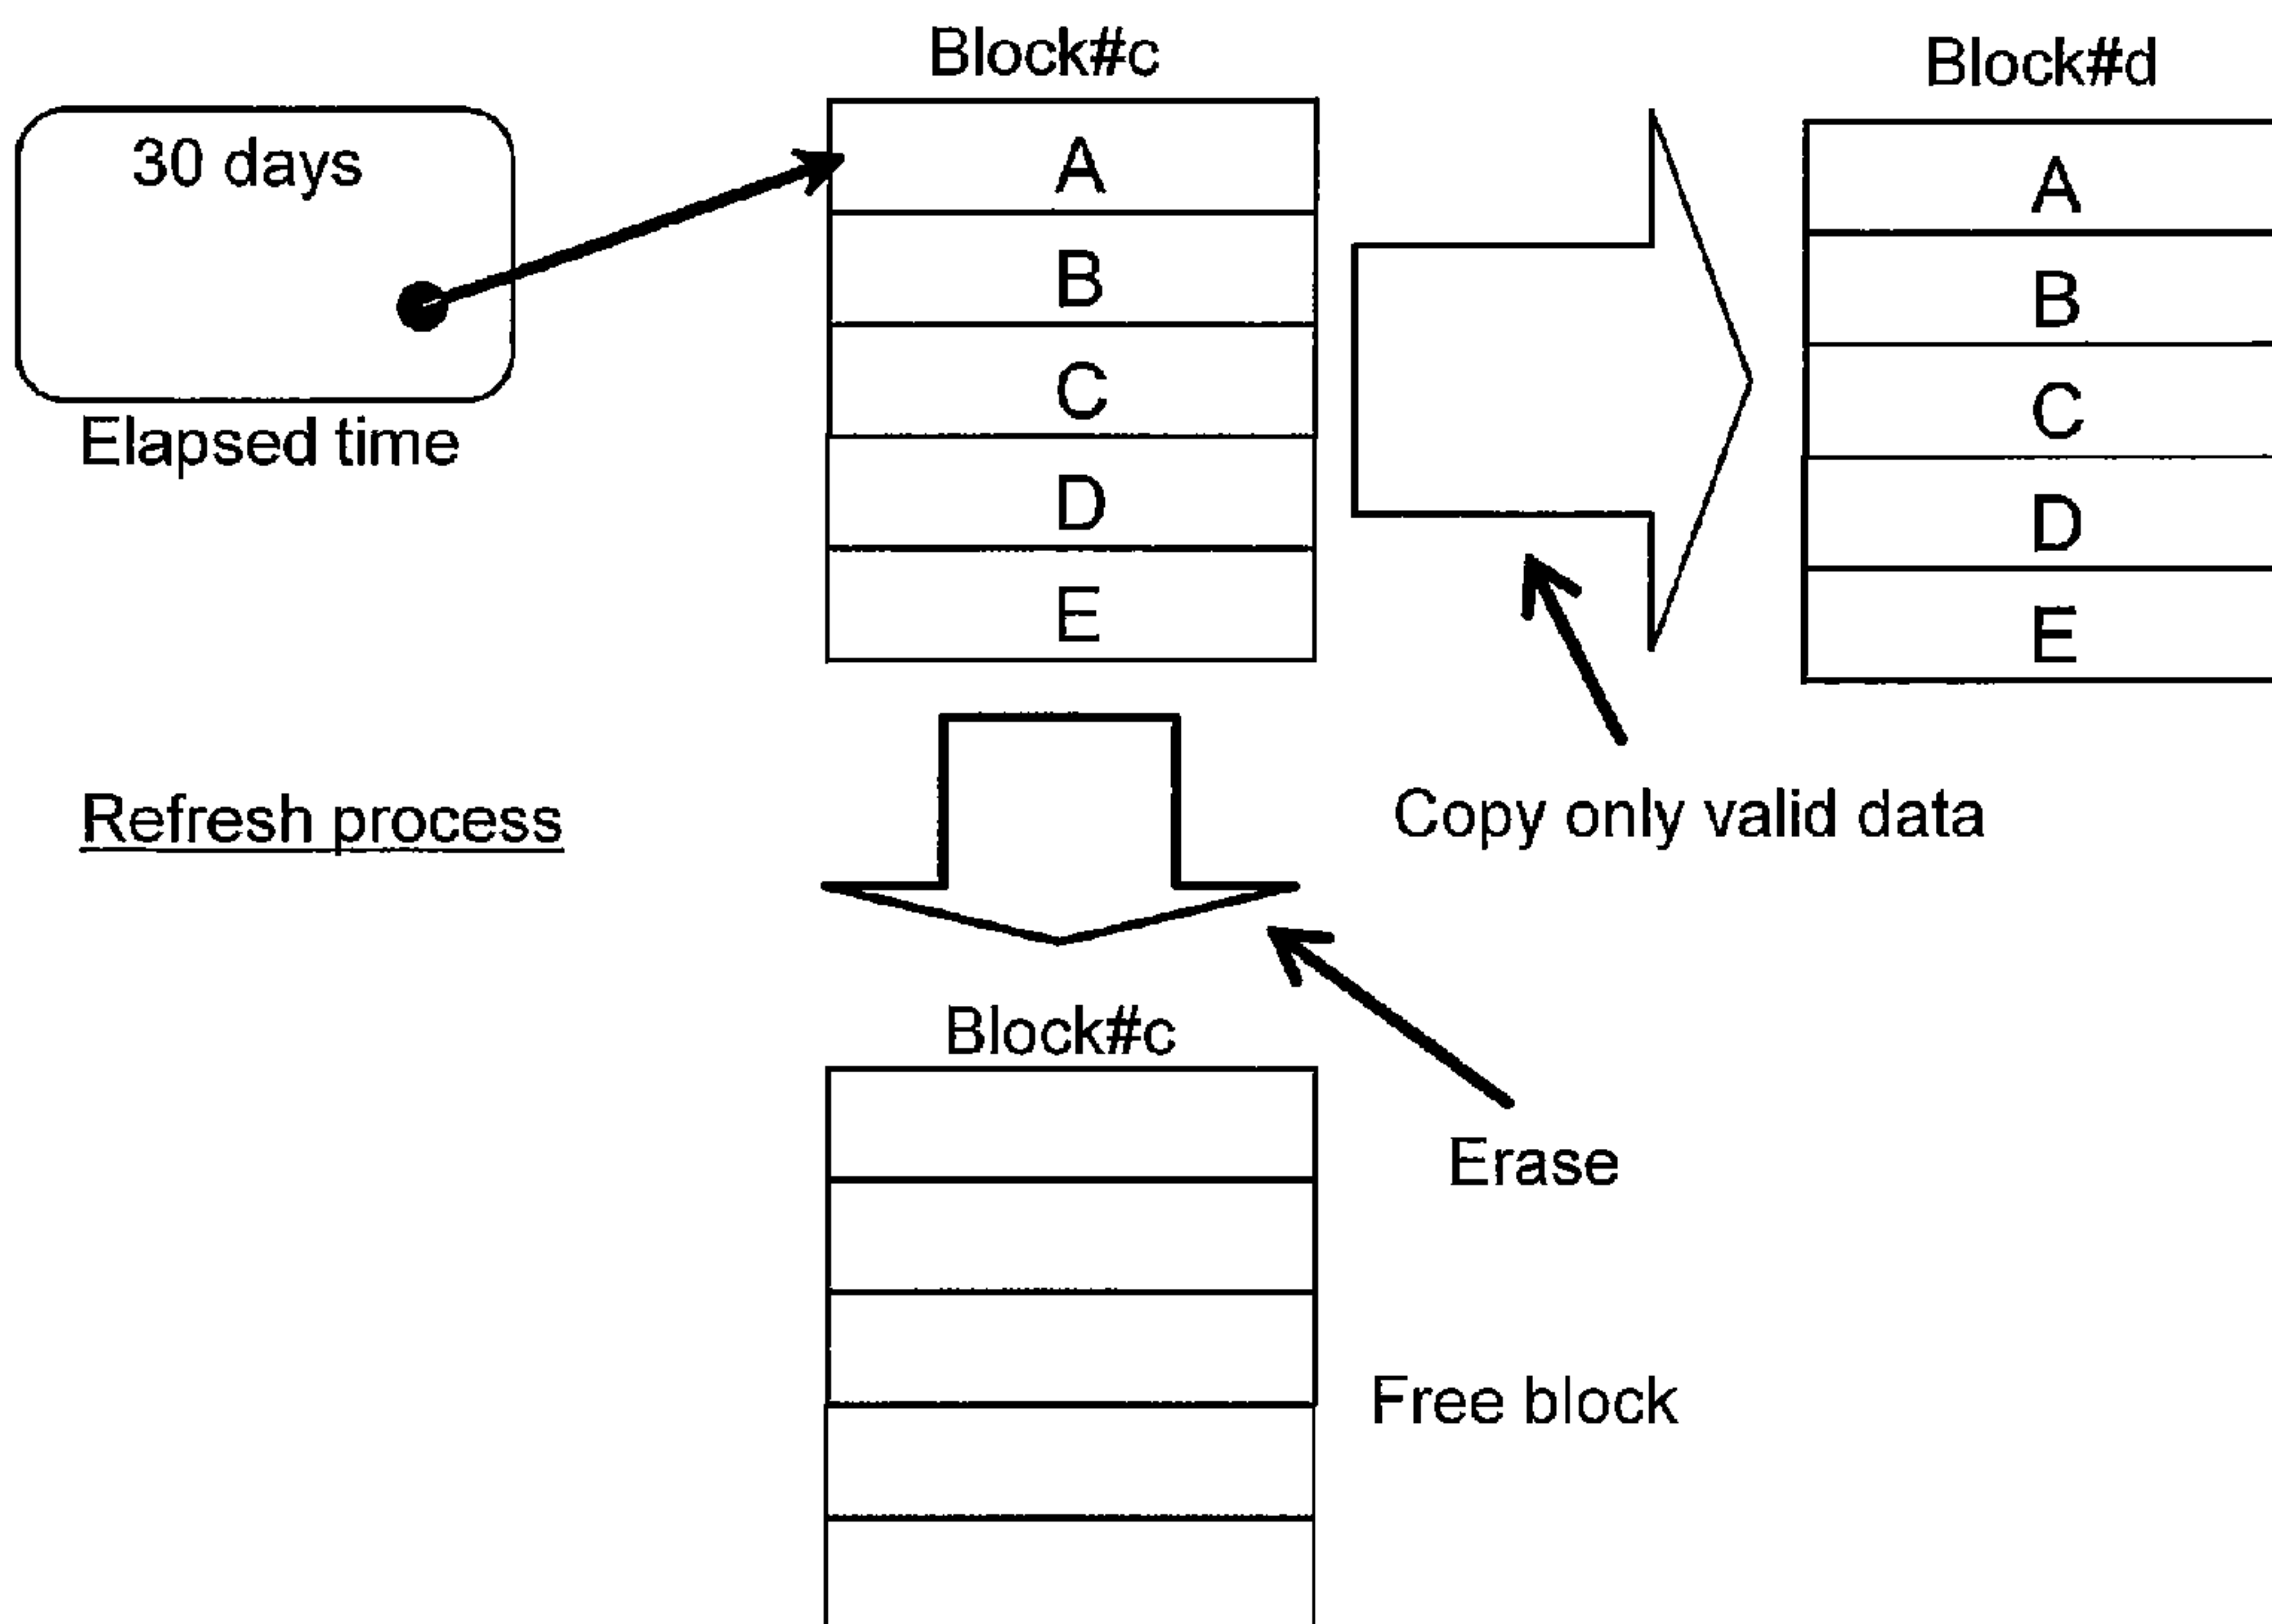 Block#c
Block#d
30 days
Elapsed time
A
B
C
D
E
A
B
C
D
E
Refresh process
Copy only valid data
Block#c
Erase
Free block